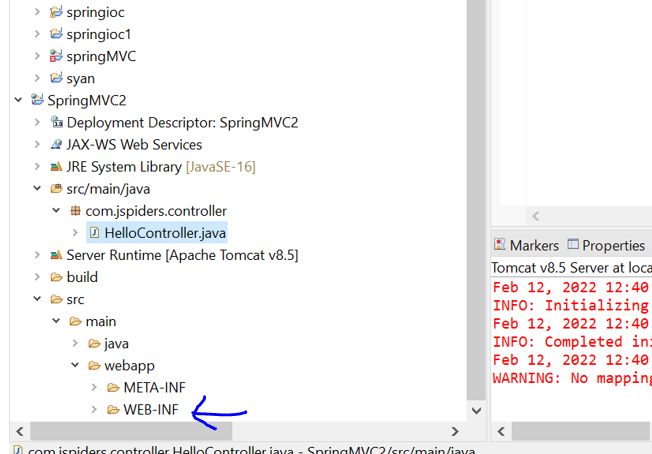 springioc
springioc1
springMVC
syan
SpringMVC2
Deployment Descriptor: SpringMVC2
JAX-WS Web Services
JRE System Library [JavaSE-16]
src/main/java
com.jspiders.controller
HelloController.java
Server Runtime [Apache Tomcat v8.5]
build
src
main
java
webapp
META-INF
WEB-INF
com.jspiders.controller.HelloController.java - SpringMVC2/src/main/java
Markers Properties
Tomcat v8.5 Server at loca
Feb 12, 2022 12:40
INFO: Initializing
Feb 12, 2022 12:40
INFO: Completed ini
Feb 12, 2022 12:40
WARNING: No mapping